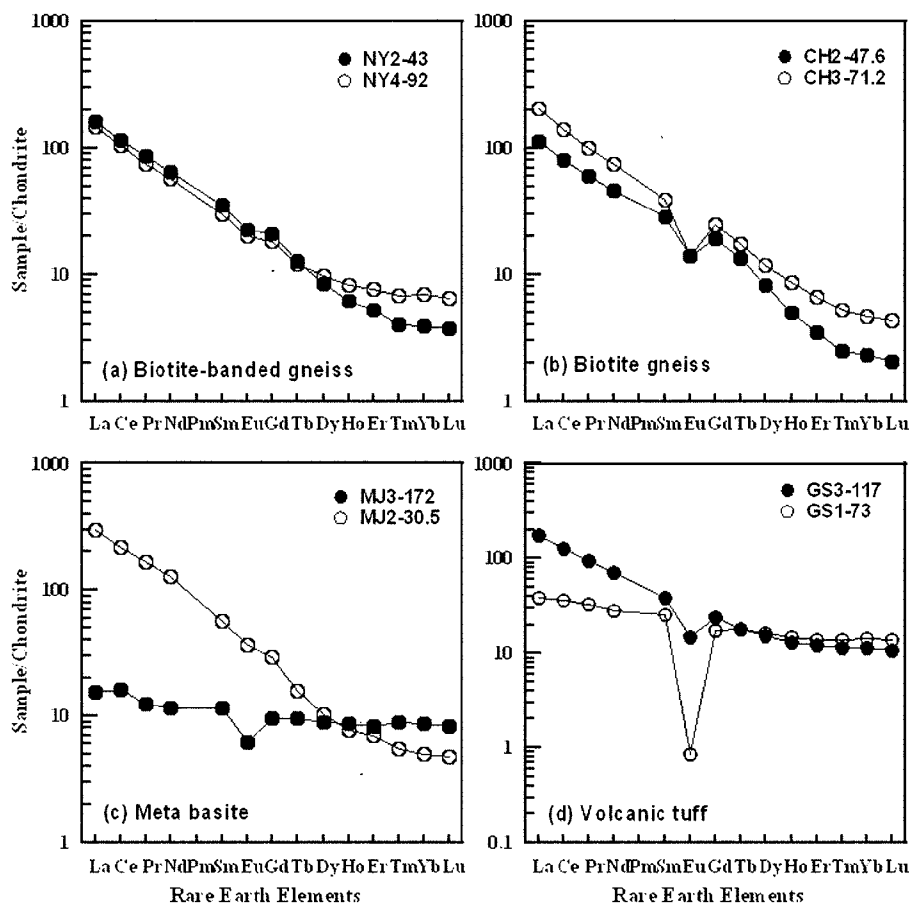 1000
100
10
1
Sample/Chondrite
NY2-43
NY4-92
(a) Biotite-banded gneiss
La Ce Pr Nd Pm Sm Eu Gd Tb Dy Ho Er Tm Yb Lu
1000
100
10
1
CH2-47.6
CH3-71.2
(b) Biotite gneiss
La Ce Pr Nd Pm Sm Eu Gd Tb Dy Ho Er Tm Yb Lu
1000
100
10
1
Sample/Chondrite
MJ3-172
MJ2-30.5
(c) Meta basite
La Ce Pr Nd Pm Sm Eu Gd Tb Dy Ho Er Tm Yb Lu
Rare Earth Elements
1000
100
10
1
0.1
GS3-117
GS1-73
(d) Volcanic tuff
La Ce Pr Nd Pm Sm Eu Gd Tb Dy Ho Er Tm Yb Lu
Rare Earth Elements